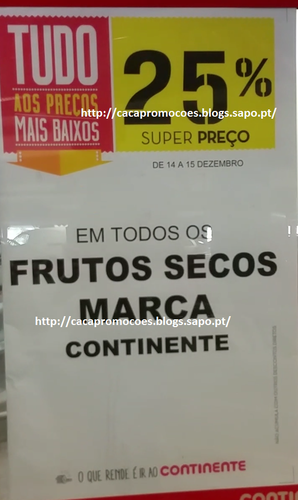 TUDO
AOS PREÇOS
MAIS BAIXOS
25%
http://cacapromocoes.blogs.sapo.pt/
SUPER PREÇO
DE 14 A 15 DEZEMBRO
EM TODOS OS
FRUTOS SECOS
MARCA
http://cacapromocoes.blogs.sapo.pt/
CONTINENTE
O QUE RENDE É IR AO CONTINENTE